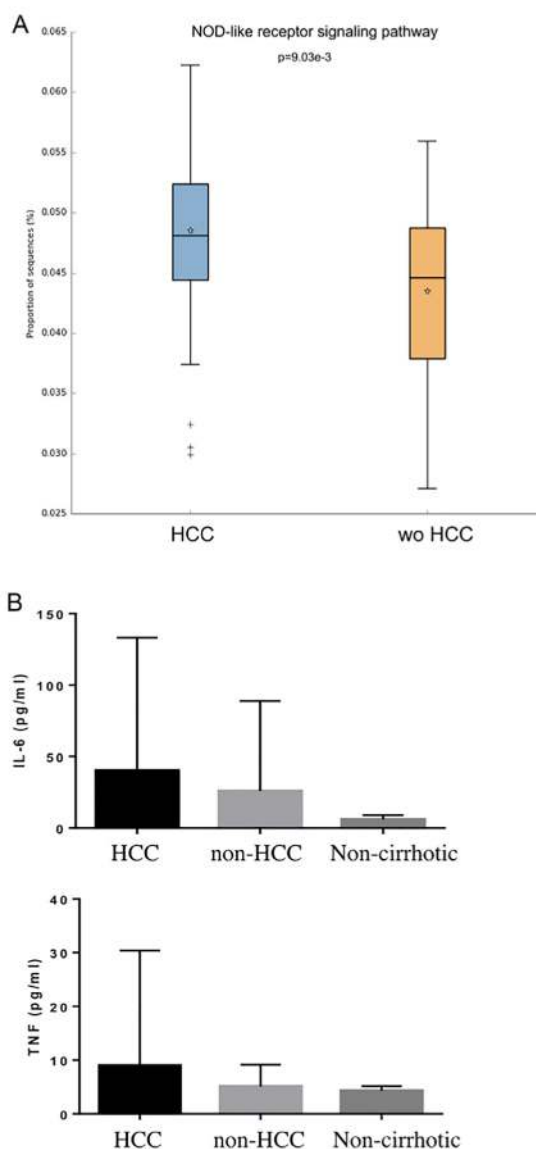 A
NOD-like receptor signaling pathway
p=9.03e-3
Proportion of sequences (%)
0.065
0.060
0.055
0.050
0.045
0.040
0.035
0.030
0.025
HCC
wo HCC
B
IL-6 (pg/ml)
150
100
50
0
HCC
non-HCC
Non-cirrhotic
TNF (pg/ml)
40
30
20
10
0
HCC
non-HCC
Non-cirrhotic